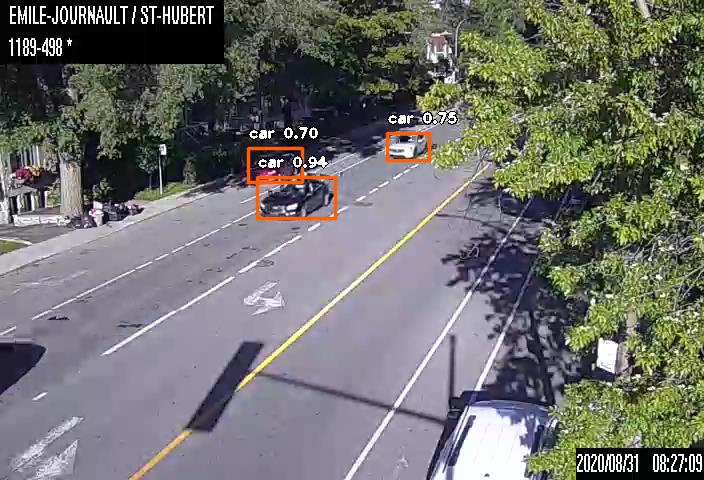 EMILE-JOURNAULT / ST-HUBERT
1189-498 *
car 0.75
car 0.70
car 0.94
2020/08/31 08:27:09